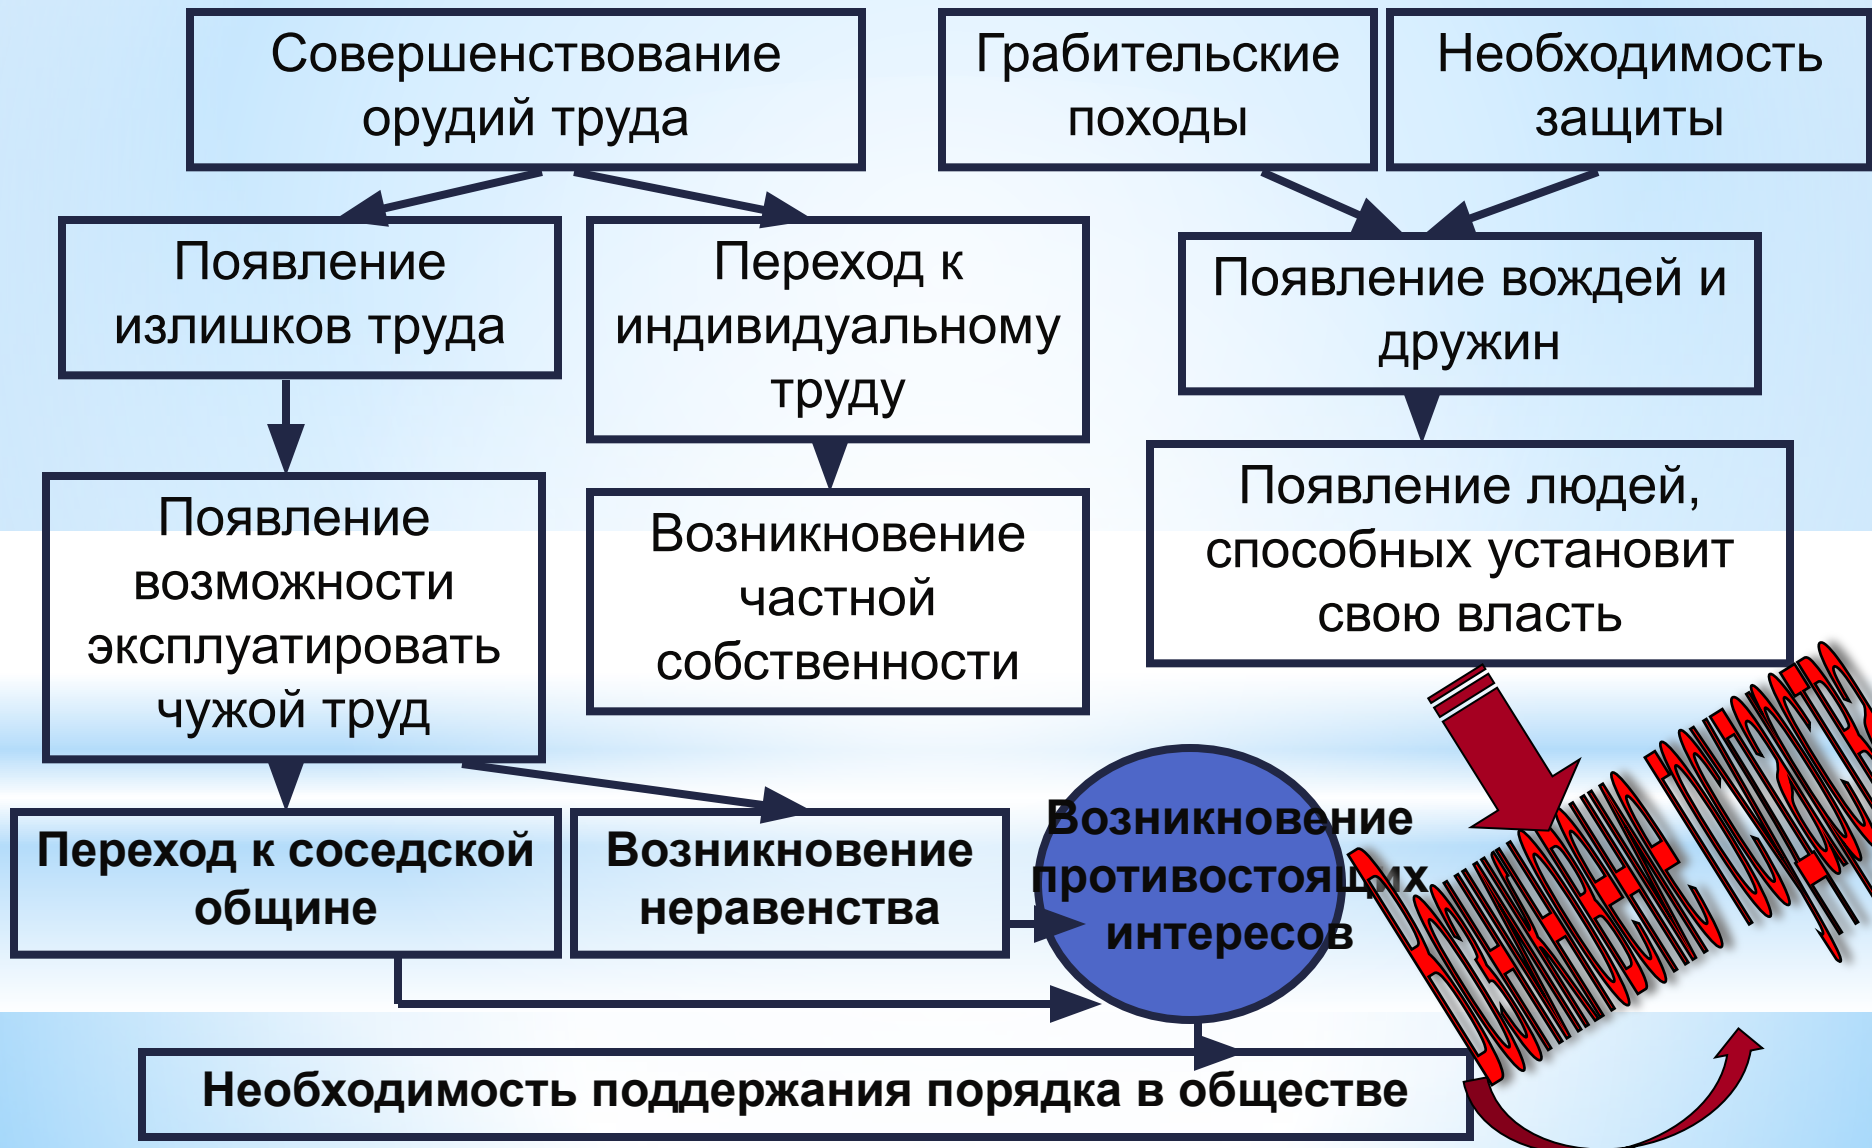 Совершенствование
орудий труда
Грабительские
походы
Необходимость
защиты
Появление
излишков труда
Переход к
индивидуальному
труду
Появление вождей и
дружин
Появление
возможности
эксплуатировать
чужой труд
Возникновение
частной
собственности
Появление людей,
способных установит
свою власть
Переход к соседской
общине
Возникновение
неравенства
Возникновение
противостоящих
интересов
Возникновение государства
Необходимость поддержания порядка в обществе